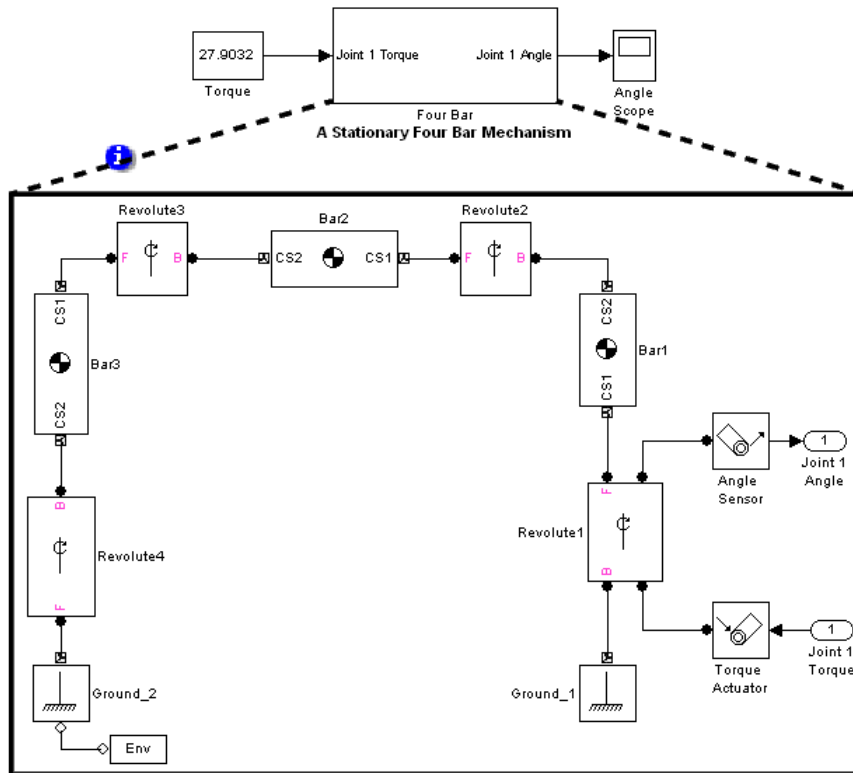 27.9032
Torque
Joint 1 Torque
Joint 1 Angle
Four Bar
Angle
Scope
A Stationary Four Bar Mechanism
i
Revolute3
F
B
Bar2
CS2
CS1
Revolute2
F
B
CS1
CS2
Bar3
CS2
CS1
Bar1
B
F
Revolute4
F
B
Revolute1
Angle
Sensor
1
Joint 1
Angle
Torque
Actuator
1
Joint 1
Torque
Ground_2
Ground_1
Env